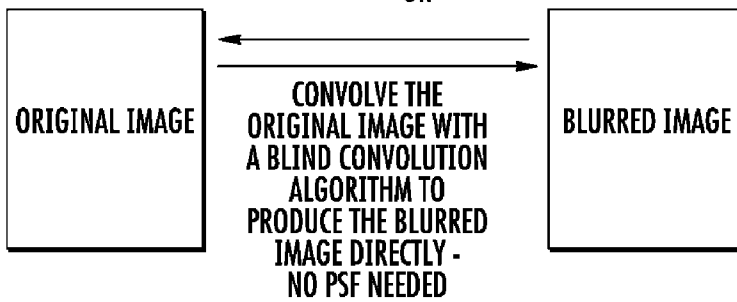 ORIGINAL IMAGE
CONVOLVE THE
ORIGINAL IMAGE WITH
A BLIND CONVOLUTION
ALGORITHM TO
PRODUCE THE BLURRED
IMAGE DIRECTLY -
NO PSF NEEDED
BLURRED IMAGE